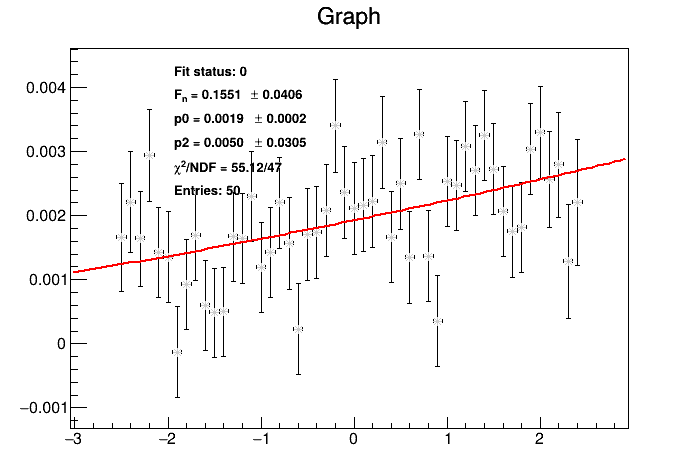 Graph
Fit status: 0
Fn = 0.1551 ± 0.0406
p0 = 0.0019 ± 0.0002
p2 = 0.0050 ± 0.0305
χ²/NDF = 55.12/47
Entries: 50
0.004
0.003
0.002
0.001
0
−0.001
−3 −2 −1 0 1 2